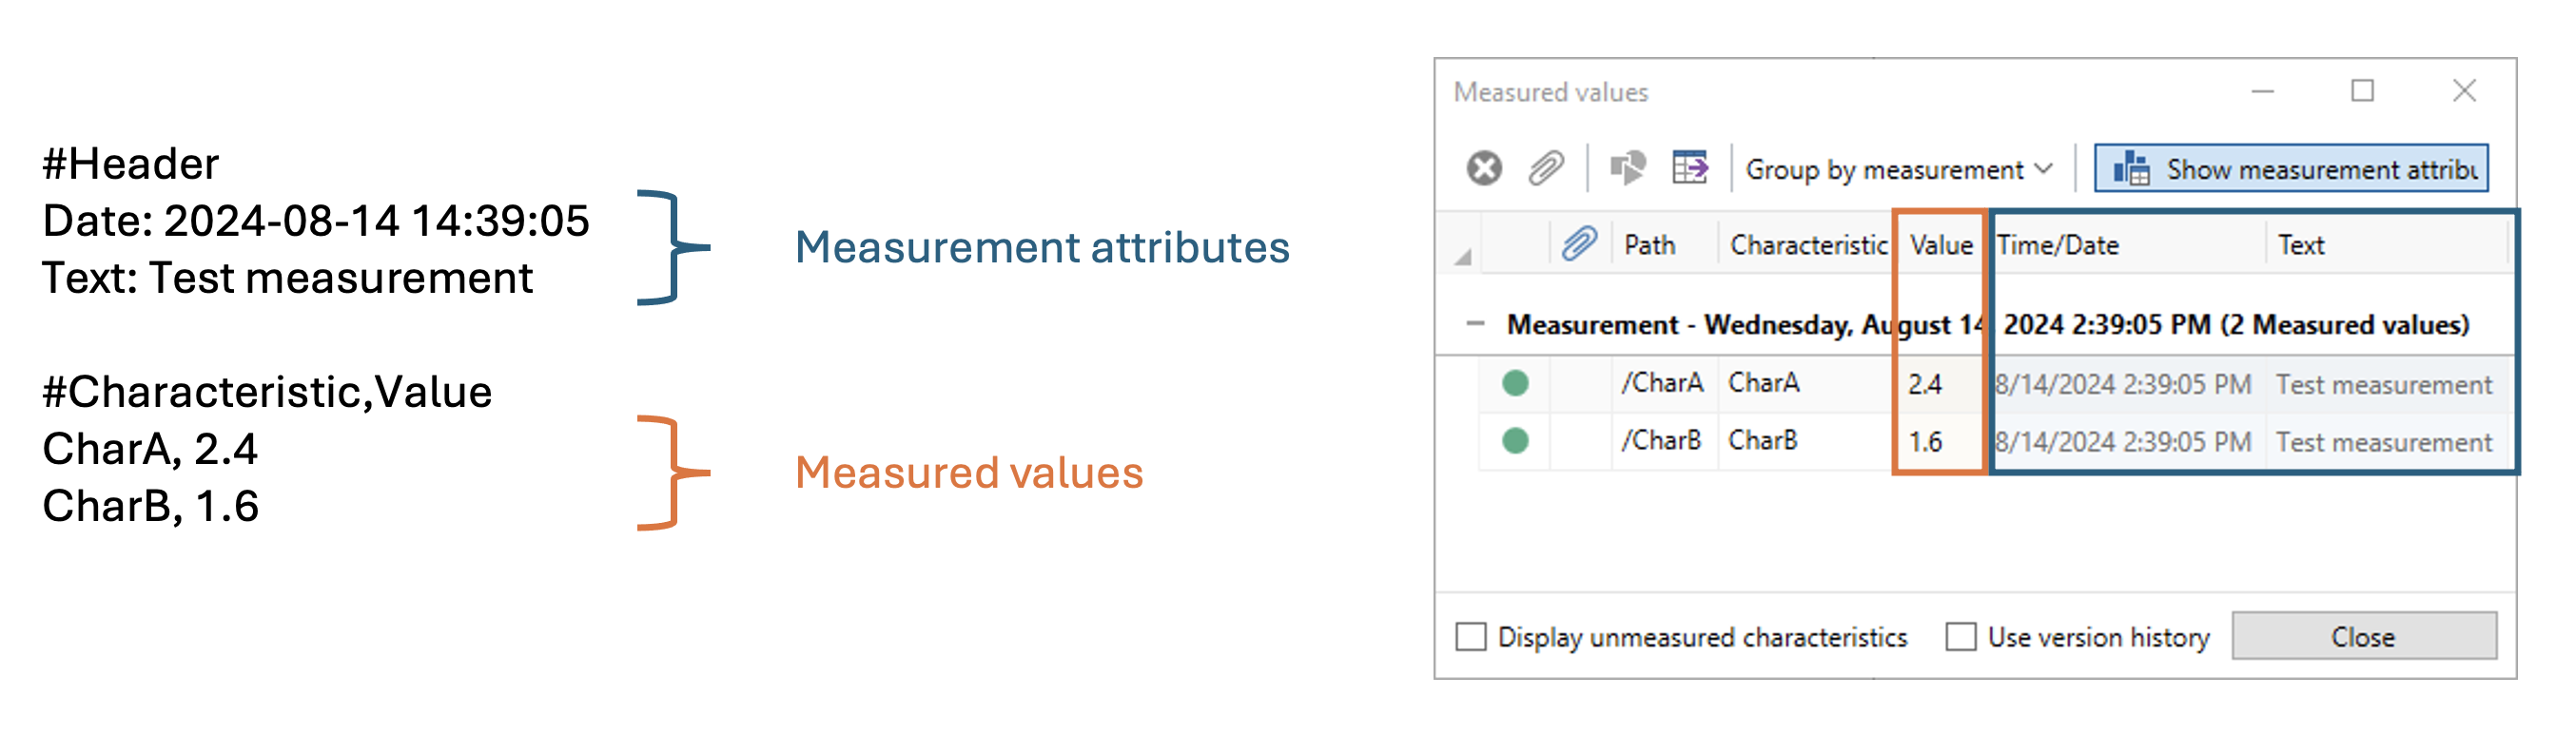 #Header
Date: 2024-08-14 14:39:05
Text: Test measurement
Measurement attributes
#Characteristic,Value
CharA, 2.4
CharB, 1.6
Measured values
Measured values
Group by measurement
Show measurement attribu
Path Characteristic Value Time/Date Text
Measurement - Wednesday, August 14 2024 2:39:05 PM (2 Measured values)
/CharA CharA 2.4 8/14/2024 2:39:05 PM Test measurement
/CharB CharB 1.6 8/14/2024 2:39:05 PM Test measurement
Display unmeasured characteristics Use version history Close